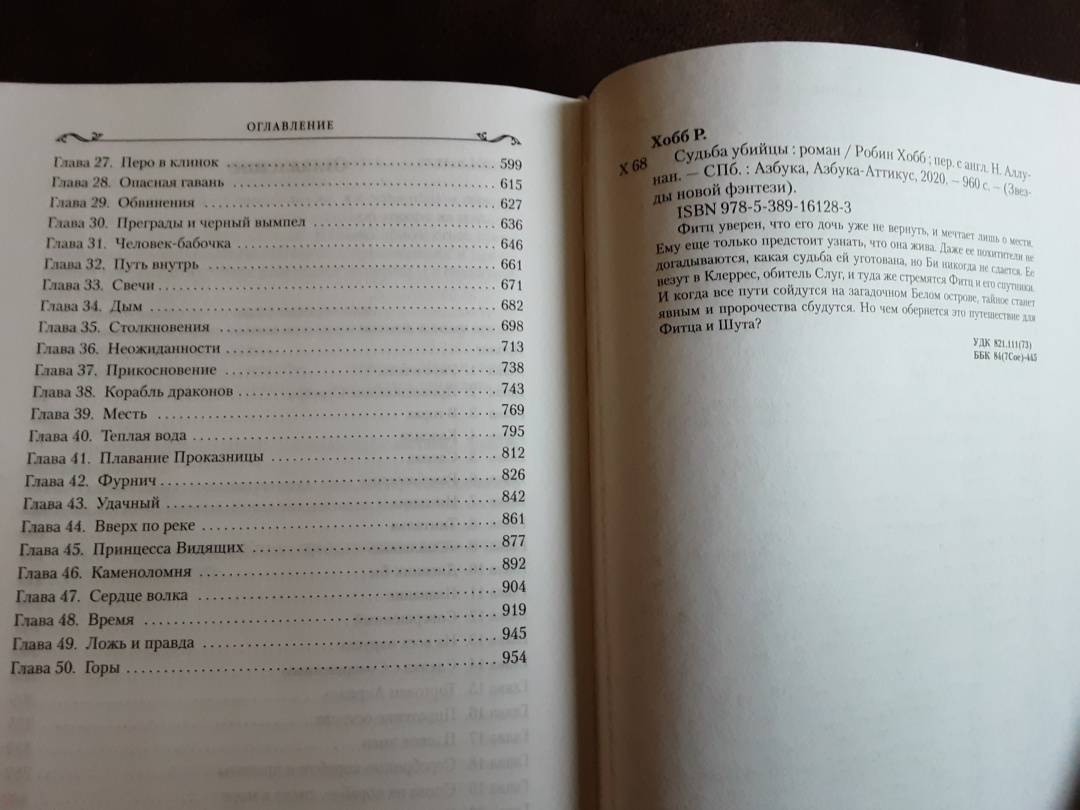 ОГЛАВЛЕНИЕ
Глава 27. Перо в клинок 599
Глава 28. Опасная гавань 615
Глава 29. Обвинения 627
Глава 30. Преграды и черный вымпел 636
Глава 31. Человек-бабочка 646
Глава 32. Путь внутрь 661
Глава 33. Свечи 671
Глава 34. Дым 682
Глава 35. Столкновения 698
Глава 36. Неожиданности 713
Глава 37. Прикосновение 738
Глава 38. Корабль драконов 743
Глава 39. Месть 769
Глава 40. Теплая вода 795
Глава 41. Плавание Проказницы 812
Глава 42. Фурнич 826
Глава 43. Удачный 842
Глава 44. Вверх по реке 861
Глава 45. Принцесса Видящих 877
Глава 46. Каменоломня 892
Глава 47. Сердце волка 904
Глава 48. Время 919
Глава 49. Ложь и правда 945
Глава 50. Горы 954
Хобб Р.
Х 68 Судьба убийцы : роман / Робин Хобб ; пер. с англ. Н. Аллу-
нан. — СПб. : Азбука, Азбука-Аттикус, 2020. — 960 с. — (Звез-
ды новой фэнтези).
ISBN 978-5-389-16128-3
Фитц уверен, что его дочь уже не вернуть, и мечтает лишь о мести.
Ему еще только предстоит узнать, что она жива. Даже ее похитители не
догадываются, какая судьба ей уготована, но Би никогда не сдается. Ее
везут в Клеррес, обитель Слуг, и туда же стремятся Фитц и его спутники.
И когда все пути сойдутся на загадочном Белом острове, тайное станет
явным и пророчества сбудутся. Но чем обернется это путешествие для
Фитца и Шута?
УДК 821.111(73)
ББК 84(7Сое)-445